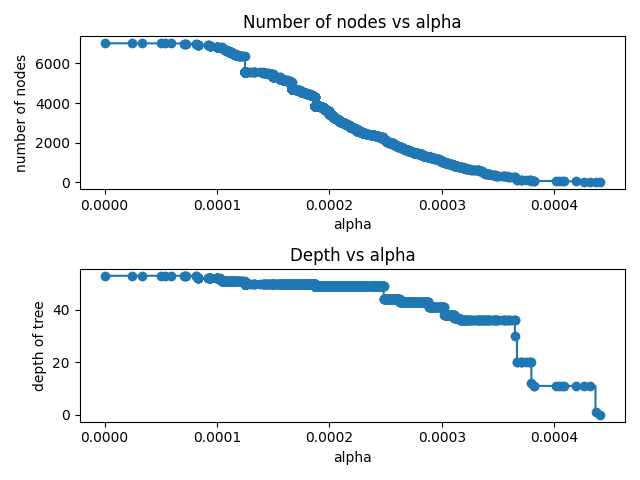 Number of nodes vs alpha
6000
4000
2000
0
number of nodes
0.0000 0.0001 0.0002 0.0003 0.0004
alpha
Depth vs alpha
40
20
0
depth of tree
0.0000 0.0001 0.0002 0.0003 0.0004
alpha